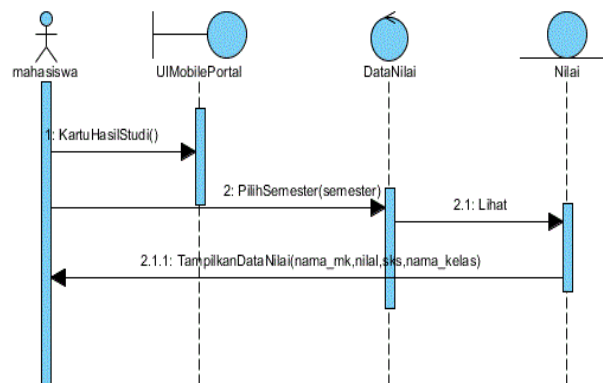 mahasiswa
UIMobilePortal
DataNilai
Nilai
1: KartuHasilStudi()
2: PilihSemester(semester)
2.1: Lihat
2.1.1: TampilkanDataNilai(nama_mk,nilai,sks,nama_kelas)